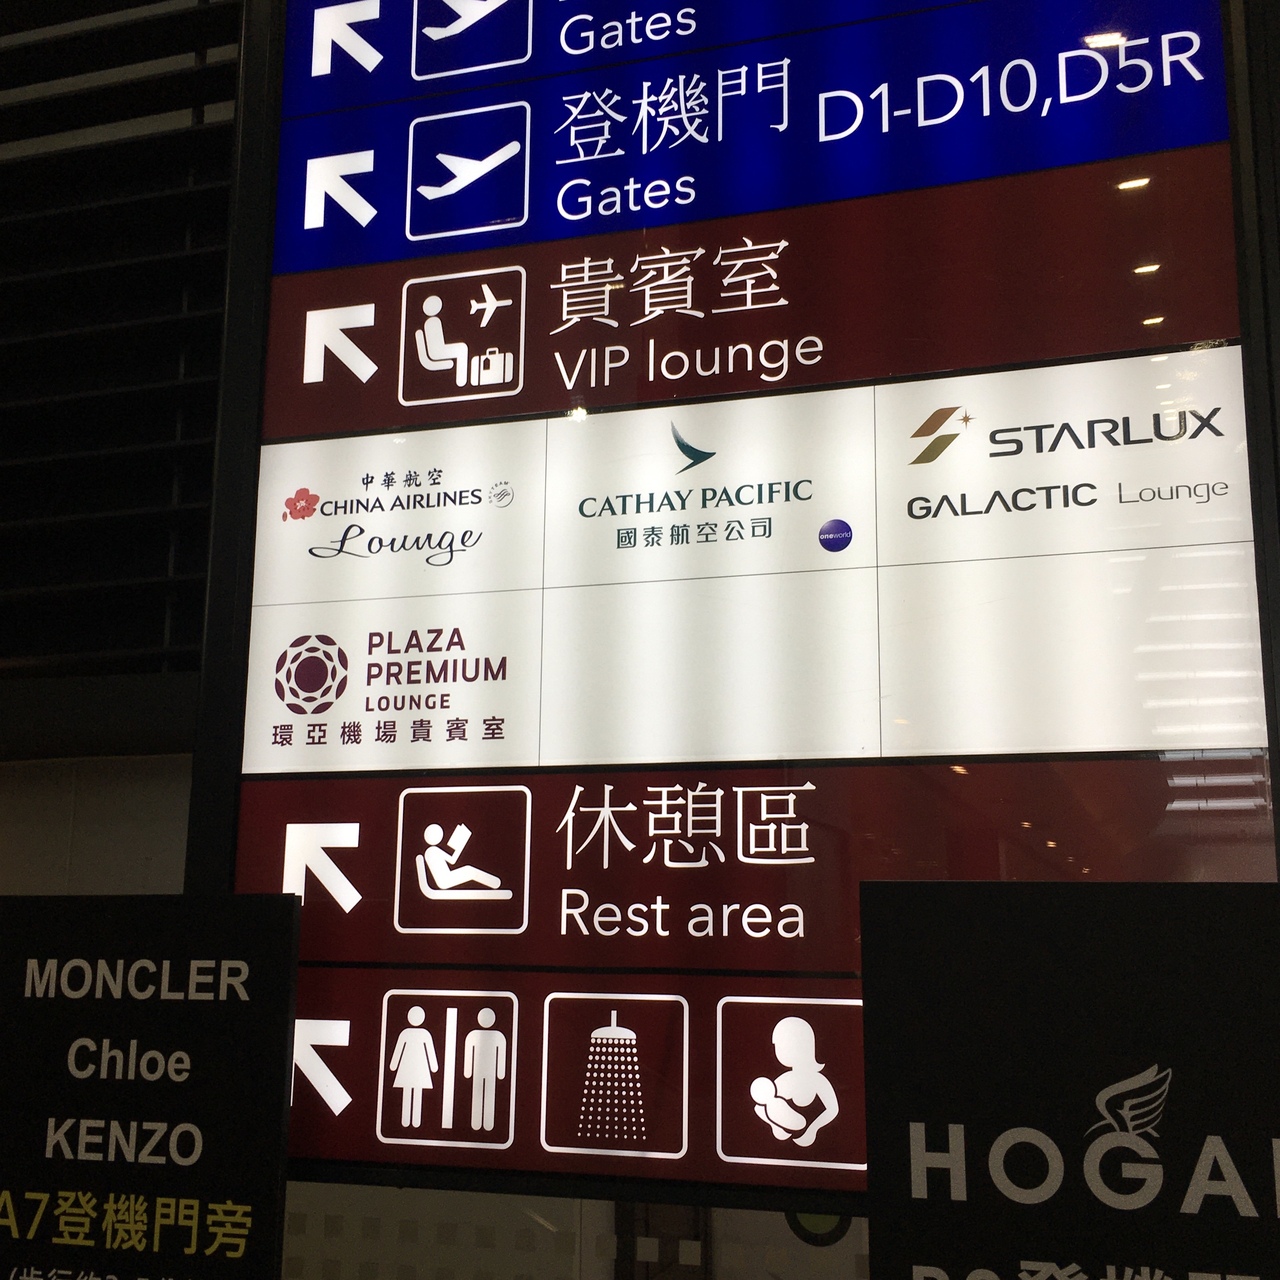 Gates
登機門 D1-D10,D5R
Gates
貴賓室
VIP lounge
中華航空
CHINA AIRLINES
Lounge
CATHAY PACIFIC
國泰航空公司
oneworld
STARLUX
GALACTIC Lounge
PLAZA
PREMIUM
LOUNGE
環亞機場貴賓室
休憩區
Rest area
MONCLER
Chloe
KENZO
A7登機門旁
HOGA